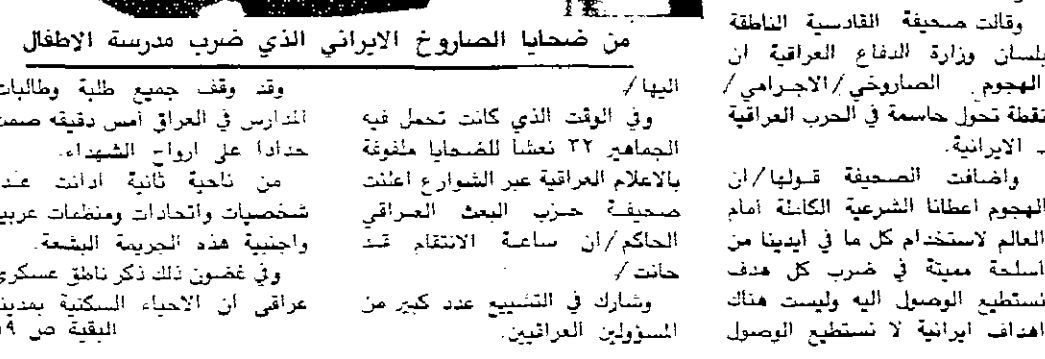 من ضحايا الصاروخ الايراني الذي ضرب مدرسة الاطفال
وقالت صحيفة القادسية الناطقة
بلسان وزارة الدفاع العراقية ان
الهجوم الصاروخي /الاجرامي/
نقطة تحول حاسمة في الحرب العراقية
ـ الايرانية.
واضافت الصحيفة قولها/ان
الهجوم اعطانا الشرعية الكاملة امام
العالم لاستخدام كل ما في أيدينا من
اسلحة مميتة في ضرب كل هدف
نستطيع الوصول اليه وليست هناك
اهداف ايرانية لا نستطيع الوصول
اليها/
وفي الوقت الذي كانت تحمل فيه
الجماهير ٣٢ نعشا للضحايا ملفوفة
بالاعلام العراقية عبر الشوارع اعلنت
صحيفة حزب البعث العراقي
الحاكم/ان ساعة الانتقام قد
حانت/
وشارك في التشييع عدد كبير من
المسؤولين العراقيين.
وقد وقف جميع طلبة وطالبات
المدارس في العراق أمس دقيقه صمت
حدادا على ارواح الشهداء.
من ناحية ثانية ادانت عدة
شخصيات واتحادات ومنظمات عربية
واجنبية هذه الجريمة البشعة.
وفي غضون ذلك ذكر ناطق عسكري
عراقي ان الاحياء السكنية بمدينة
البقية ص ١٩